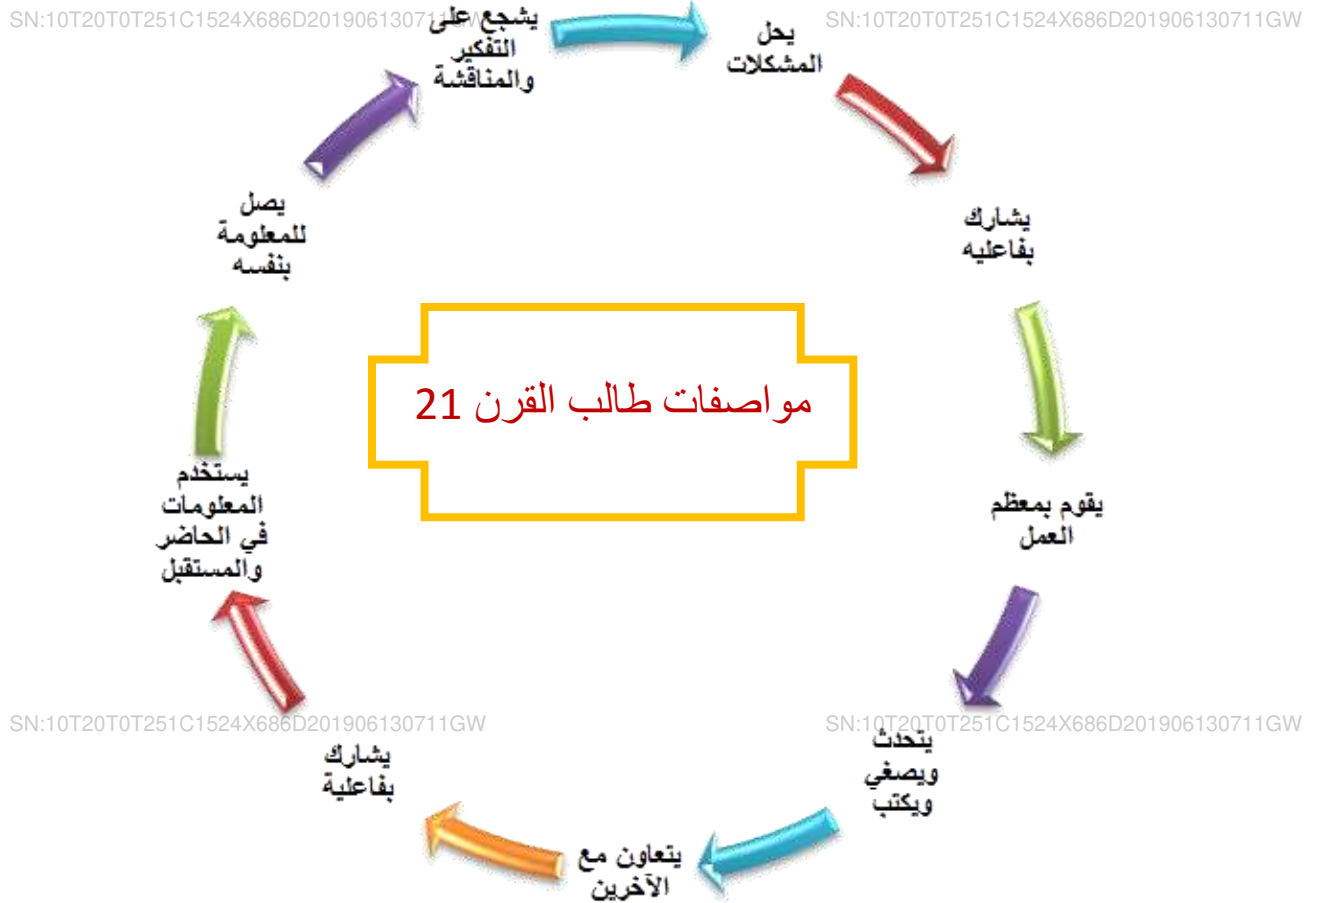 SN:10T20T0T251C1524X686D201906130711GW
SN:10T20T0T251C1524X686D201906130711GW
يشجع على
التفكير
والمناقشة
يحل
المشكلات
يشارك
بفاعليه
يقوم بمعظم
العمل
يتحدث
ويصغي
ويكتب
يتعاون مع
الآخرين
يشارك
بفاعلية
يستخدم
المعلومات
في الحاضر
والمستقبل
يصل
للمعلومة
بنفسه
مواصفات طالب القرن 21
SN:10T20T0T251C1524X686D201906130711GW
SN:10T20T0T251C1524X686D201906130711GW